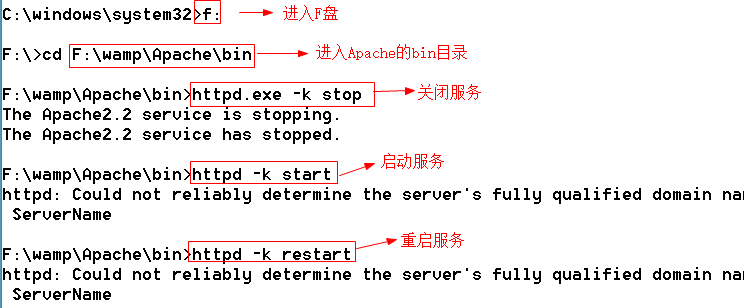 C:\windows\system32>f: 进入F盘
F:\>cd F:\wamp\Apache\bin 进入Apache的bin目录
F:\wamp\Apache\bin>httpd.exe -k stop 关闭服务
The Apache2.2 service is stopping.
The Apache2.2 service has stopped.
F:\wamp\Apache\bin>httpd -k start 启动服务
httpd: Could not reliably determine the server's fully qualified domain na
ServerName
F:\wamp\Apache\bin>httpd -k restart 重启服务
httpd: Could not reliably determine the server's fully qualified domain na
ServerName